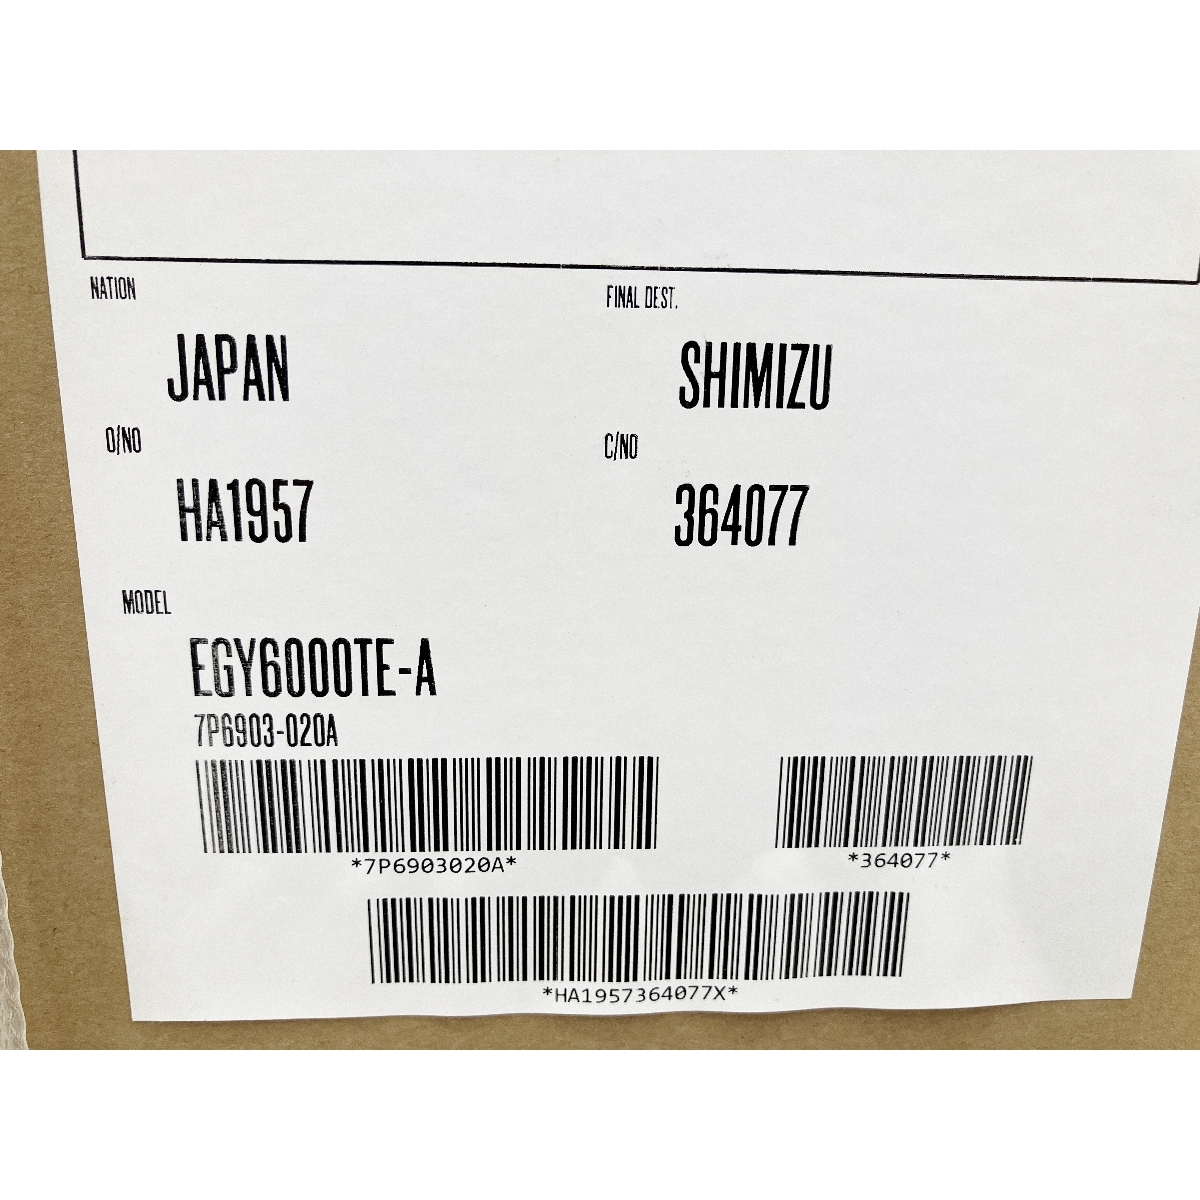 NATION
FINAL DEST.
JAPAN
SHIMIZU
O/NO
C/NO
HA1957
364077
MODEL
EGY6000TE-A
7P6903-020A
*7P6903020A*
*364077*
*HA1957364077X*